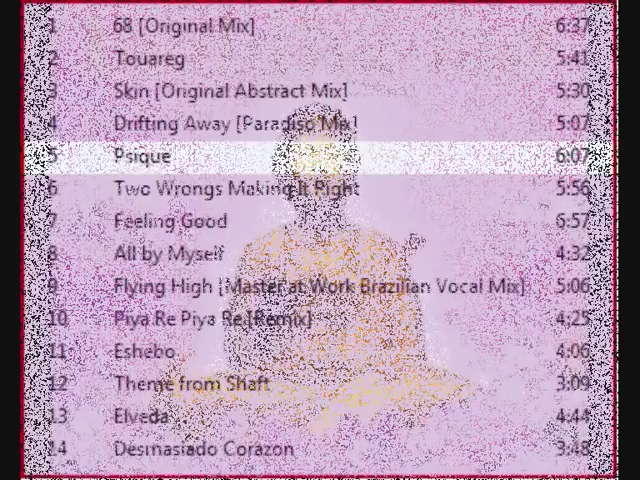 1 68 [Original Mix] 6:37
2 Touareg 5:41
3 Skin [Original Abstract Mix] 5:30
4 Drifting Away [Paradiso Mix] 5:07
5 Psique 6:07
6 Two Wrongs Making It Right 5:56
7 Feeling Good 6:57
8 All by Myself 4:32
9 Flying High [Master at Work Brazilian Vocal Mix] 5:06
10 Piya Re Piya Re [Remix] 4:25
11 Eshebo 4:06
12 Theme from Shaft 3:09
13 Elveda 4:44
14 Desmasiado Corazon 3:48